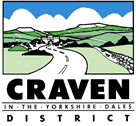 CRAVEN
IN · THE · YORKSHIRE · DALES
DISTRICT